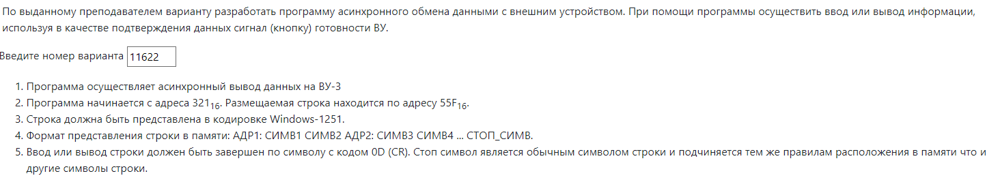 По выданному преподавателем варианту разработать программу асинхронного обмена данными с внешним устройством. При помощи программы осуществить ввод или вывод информации,
используя в качестве подтверждения данных сигнал (кнопку) готовности ВУ.
Введите номер варианта 11622
1. Программа осуществляет асинхронный вывод данных на ВУ-3
2. Программа начинается с адреса 321₁₆. Размещаемая строка находится по адресу 55F₁₆.
3. Строка должна быть представлена в кодировке Windows-1251.
4. Формат представления строки в памяти: АДР1: СИМВ1 СИМВ2 АДР2: СИМВ3 СИМВ4 ... СТОП_СИМВ.
5. Ввод или вывод строки должен быть завершен по символу с кодом 0D (CR). Стоп символ является обычным символом строки и подчиняется тем же правилам расположения в памяти что и
другие символы строки.